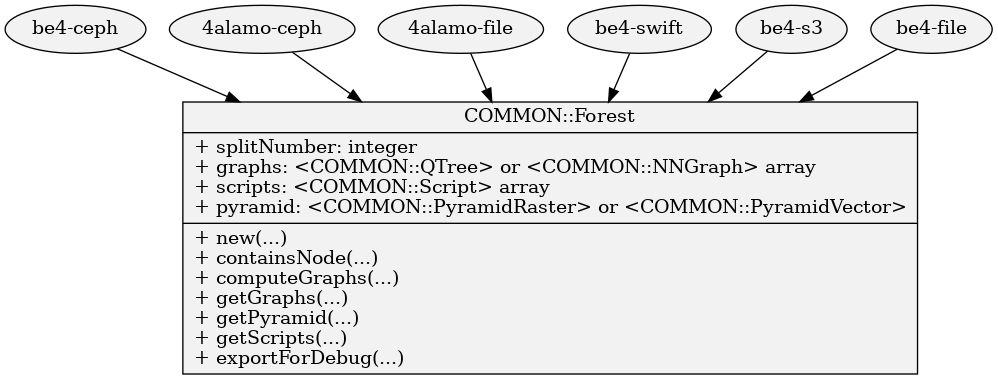 be4-ceph
4alamo-ceph
4alamo-file
be4-swift
be4-s3
be4-file
COMMON::Forest
+ splitNumber: integer
+ graphs: <COMMON::QTree> or <COMMON::NNGraph> array
+ scripts: <COMMON::Script> array
+ pyramid: <COMMON::PyramidRaster> or <COMMON::PyramidVector>
+ new(...)
+ containsNode(...)
+ computeGraphs(...)
+ getGraphs(...)
+ getPyramid(...)
+ getScripts(...)
+ exportForDebug(...)